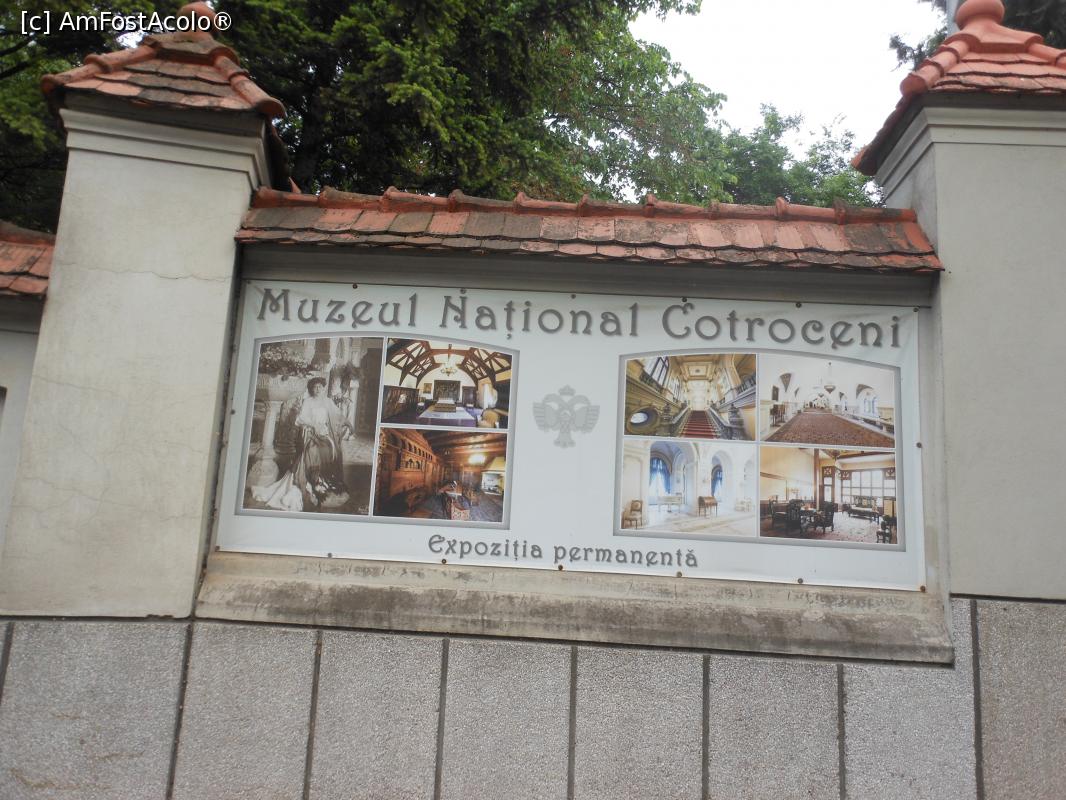 [c] AmFostAcolo®
Muzeul Național Cotroceni
Expoziția permanentă